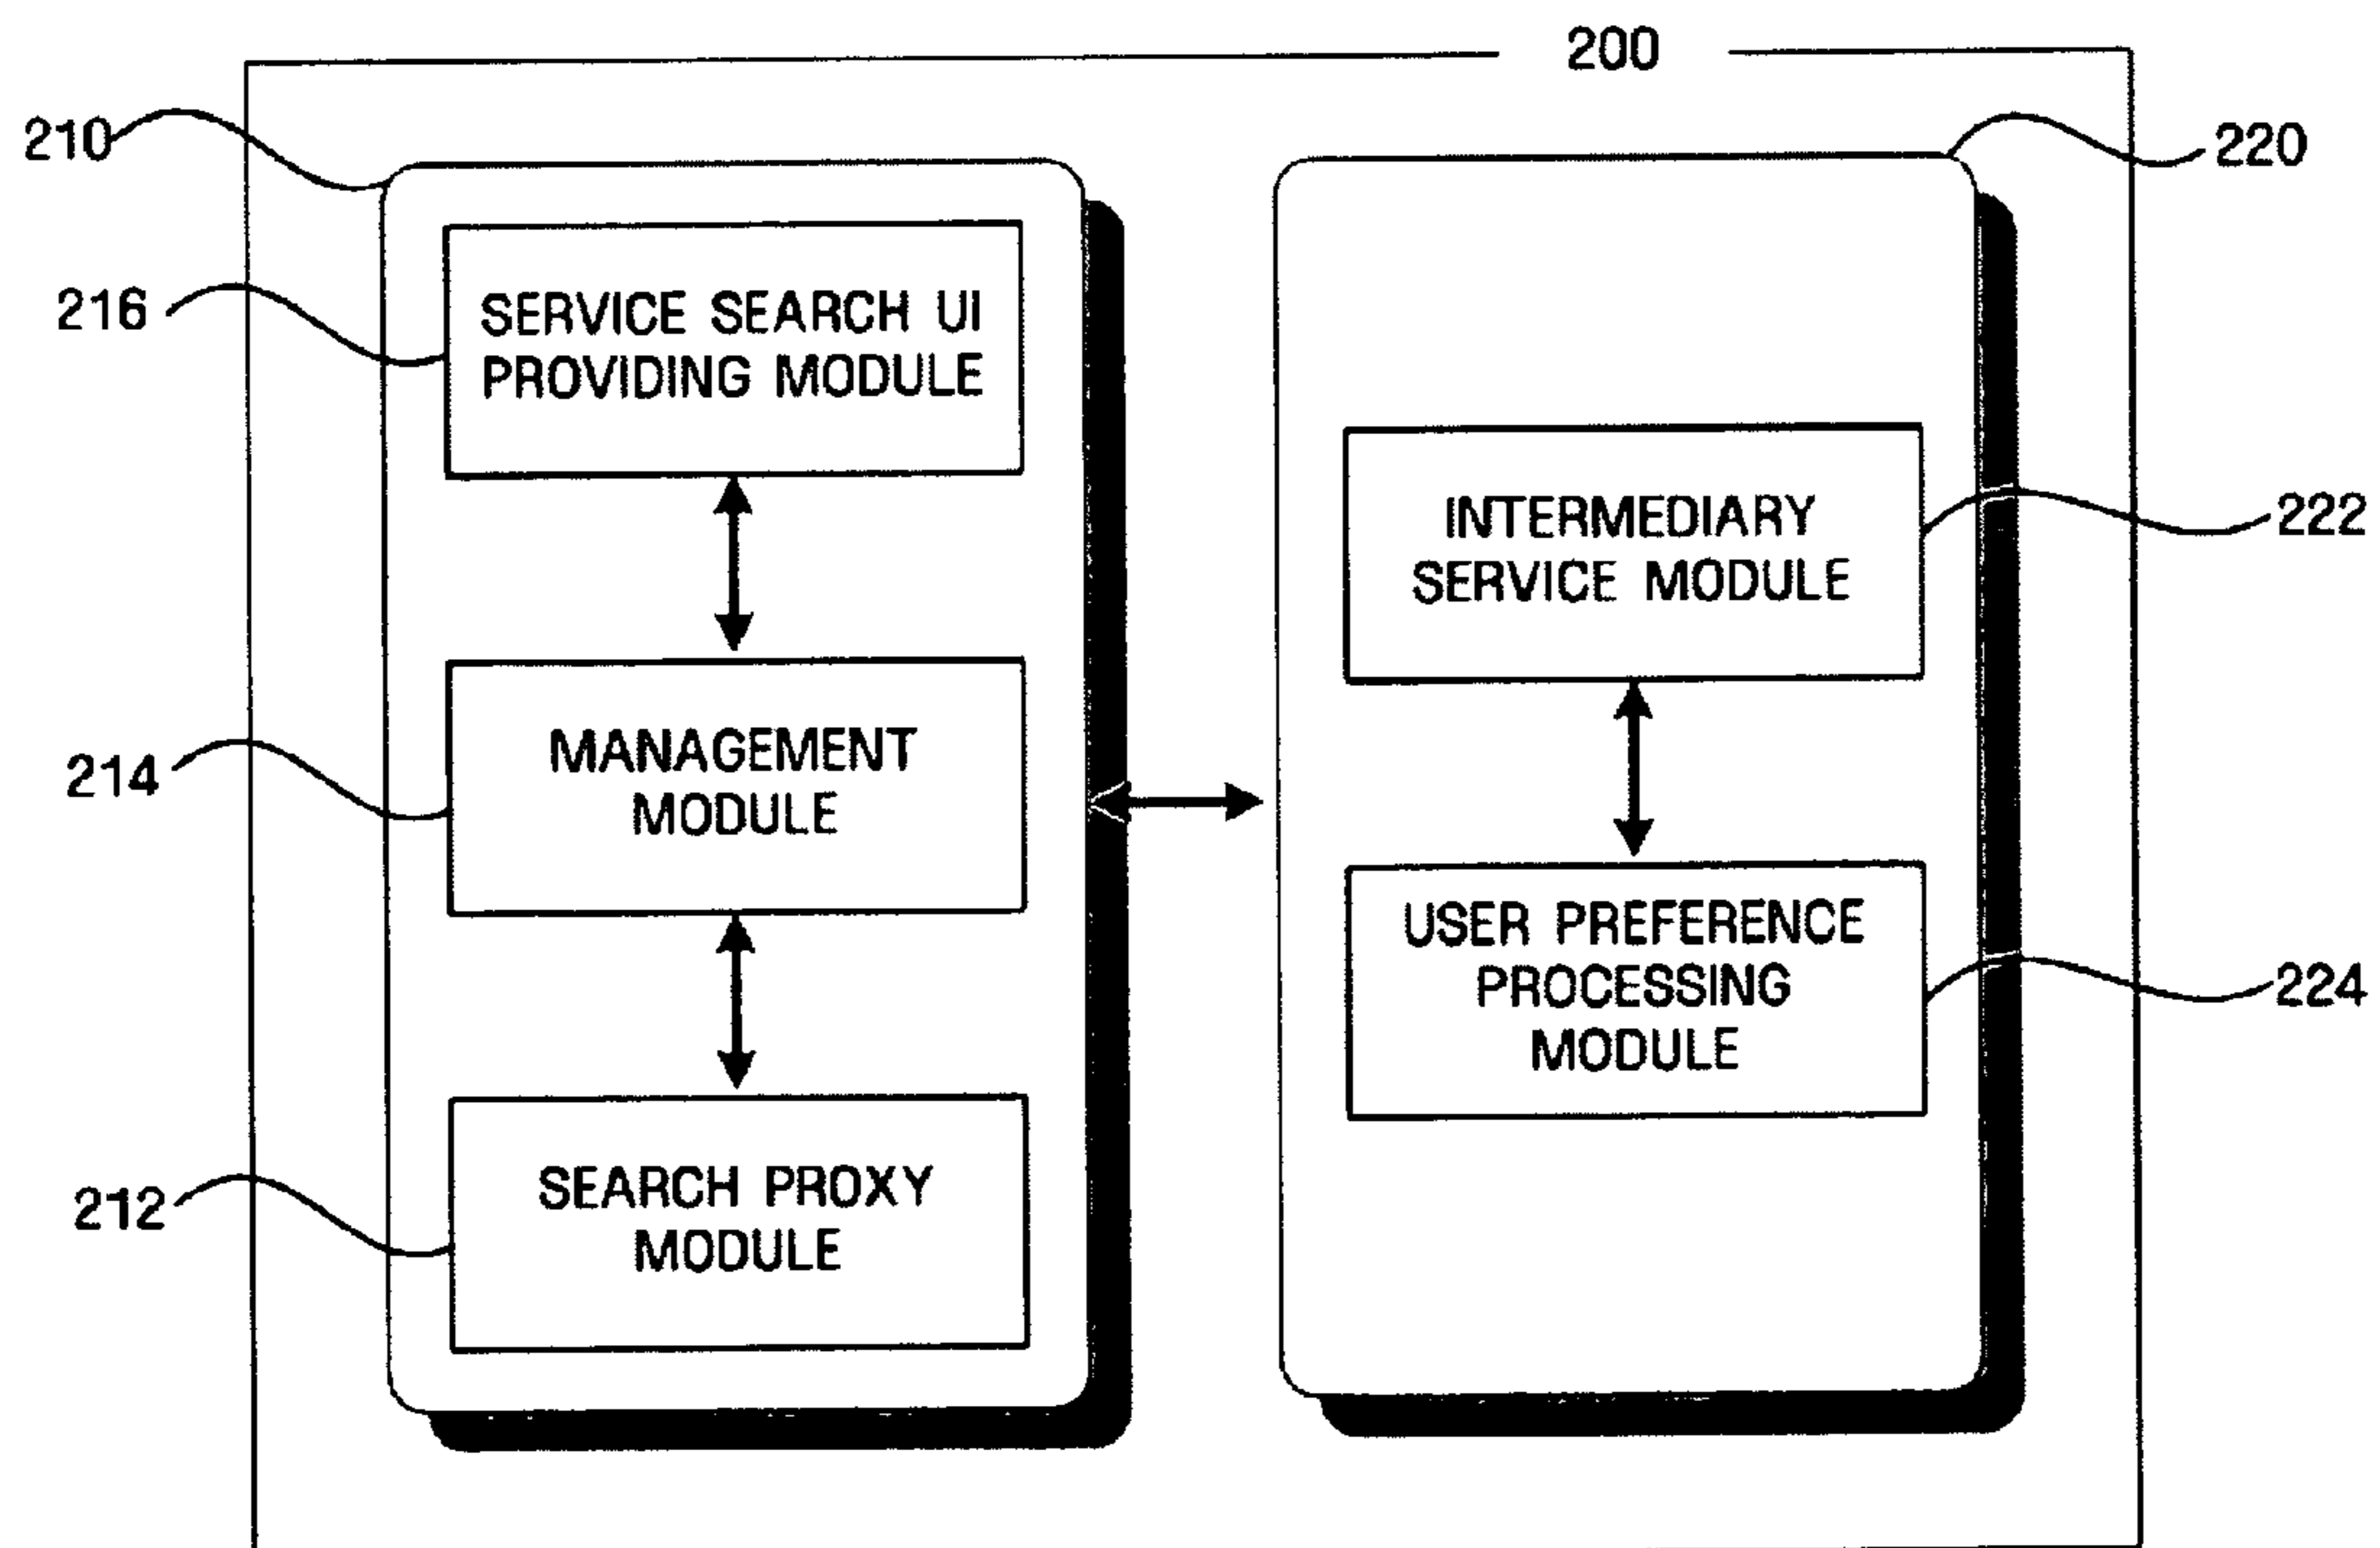 200
210
220
216
SERVICE SEARCH UI
PROVIDING MODULE
INTERMEDIARY
SERVICE MODULE
222
214
MANAGEMENT
MODULE
USER PREFERENCE
PROCESSING
MODULE
224
212
SEARCH PROXY
MODULE